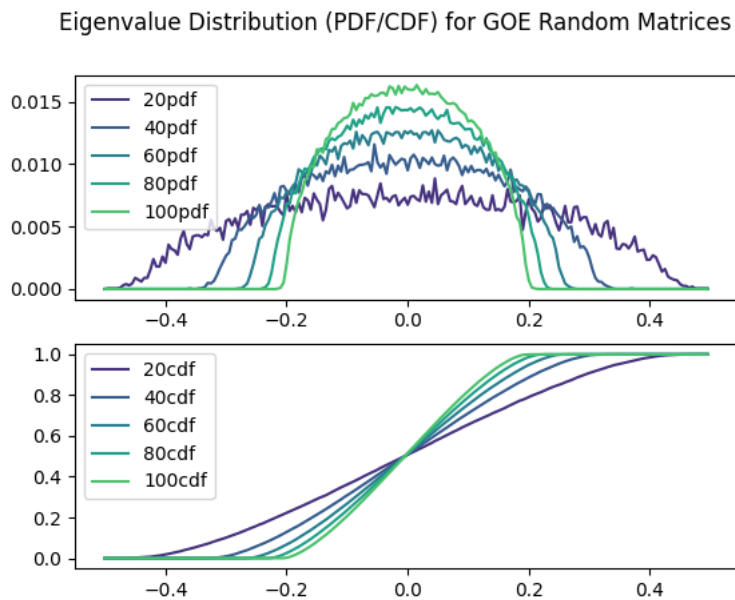 Eigenvalue Distribution (PDF/CDF) for GOE Random Matrices
0.015
0.010
0.005
0.000
20pdf
40pdf
60pdf
80pdf
100pdf
−0.4 −0.2 0.0 0.2 0.4
1.0
0.8
0.6
0.4
0.2
0.0
20cdf
40cdf
60cdf
80cdf
100cdf
−0.4 −0.2 0.0 0.2 0.4